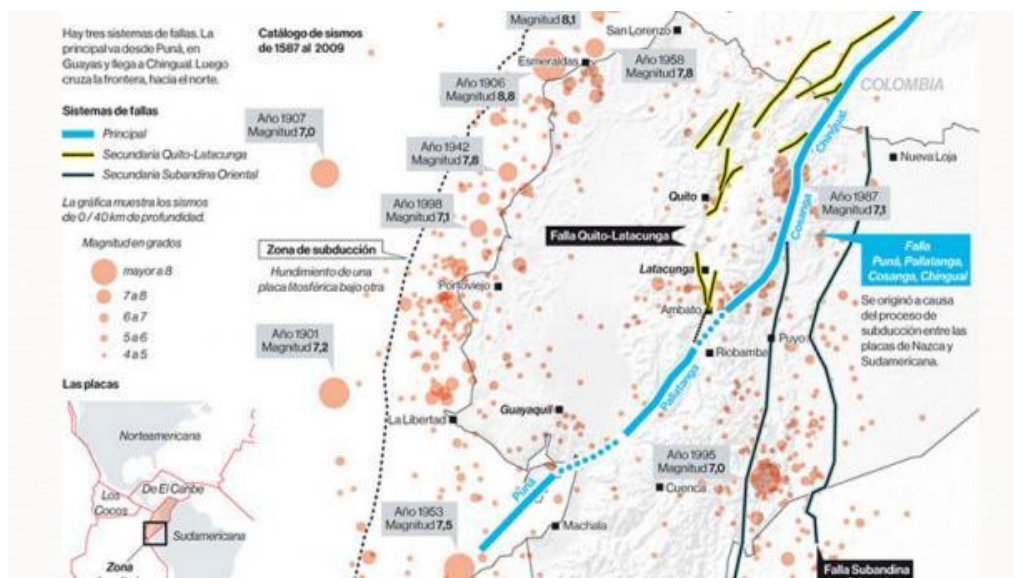 Hay tres sistemas de fallas. La
principal va desde Puná, en
Guayas y llega a Chingual. Luego
cruza la frontera, hacia el norte.
Sistemas de fallas
Principal
Secundaria Quito-Latacunga
Secundaria Subandina Oriental
La gráfica muestra los sismos
de 0 / 40 km de profundidad.
Magnitud en grados
mayor a 8
7 a 8
6 a 7
5 a 6
4 a 5
Las placas
Norteamericana
De El Caribe
Los
Cocos
Sudamericana
Zona
Catálogo de sismos
de 1587 al 2009
Magnitud 8,1
San Lorenzo
Esmeraldas
Año 1958
Magnitud 7,8
Año 1906
Magnitud 8,8
Año 1907
Magnitud 7,0
Año 1942
Magnitud 7,8
Año 1998
Magnitud 7,1
Zona de subducción
Hundimiento de una
placa litosférica bajo otra
Portoviejo
Año 1901
Magnitud 7,2
La Libertad
Guayaquil
Año 1953
Magnitud 7,5
Puná
Machala
COLOMBIA
Chingual
Nueva Loja
Quito
Cosanga
Año 1987
Magnitud 7,1
Falla Quito-Latacunga
Falla
Puná, Pallatanga,
Cosanga, Chingual
Se originó a causa
del proceso de
subducción entre las
placas de Nazca y
Sudamericana.
Latacunga
Ambato
Puyo
Riobamba
Pallatanga
Año 1995
Magnitud 7,0
Cuenca
Falla Subandina